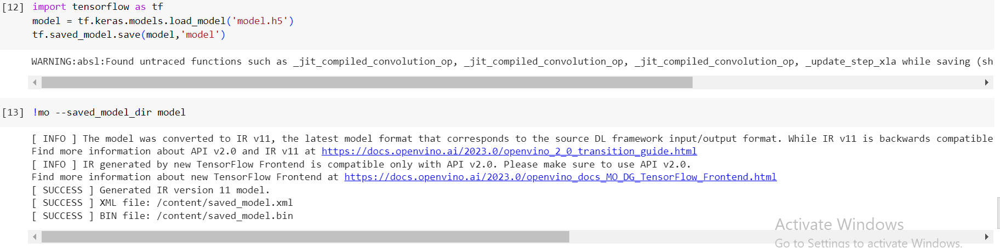 [12] import tensorflow as tf
model = tf.keras.models.load_model('model.h5')
tf.saved_model.save(model,'model')
WARNING:absl:Found untraced functions such as _jit_compiled_convolution_op, _jit_compiled_convolution_op, _jit_compiled_convolution_op, _update_step_xla while saving (sh
[13] !mo --saved_model_dir model
[ INFO ] The model was converted to IR v11, the latest model format that corresponds to the source DL framework input/output format. While IR v11 is backwards compatible
Find more information about API v2.0 and IR v11 at https://docs.openvino.ai/2023.0/openvino_2_0_transition_guide.html
[ INFO ] IR generated by new TensorFlow Frontend is compatible only with API v2.0. Please make sure to use API v2.0.
Find more information about new TensorFlow Frontend at https://docs.openvino.ai/2023.0/openvino_docs_MO_DG_TensorFlow_Frontend.html
[ SUCCESS ] Generated IR version 11 model.
[ SUCCESS ] XML file: /content/saved_model.xml
[ SUCCESS ] BIN file: /content/saved_model.bin
Activate Windows
Go to Settings to activate Windows.